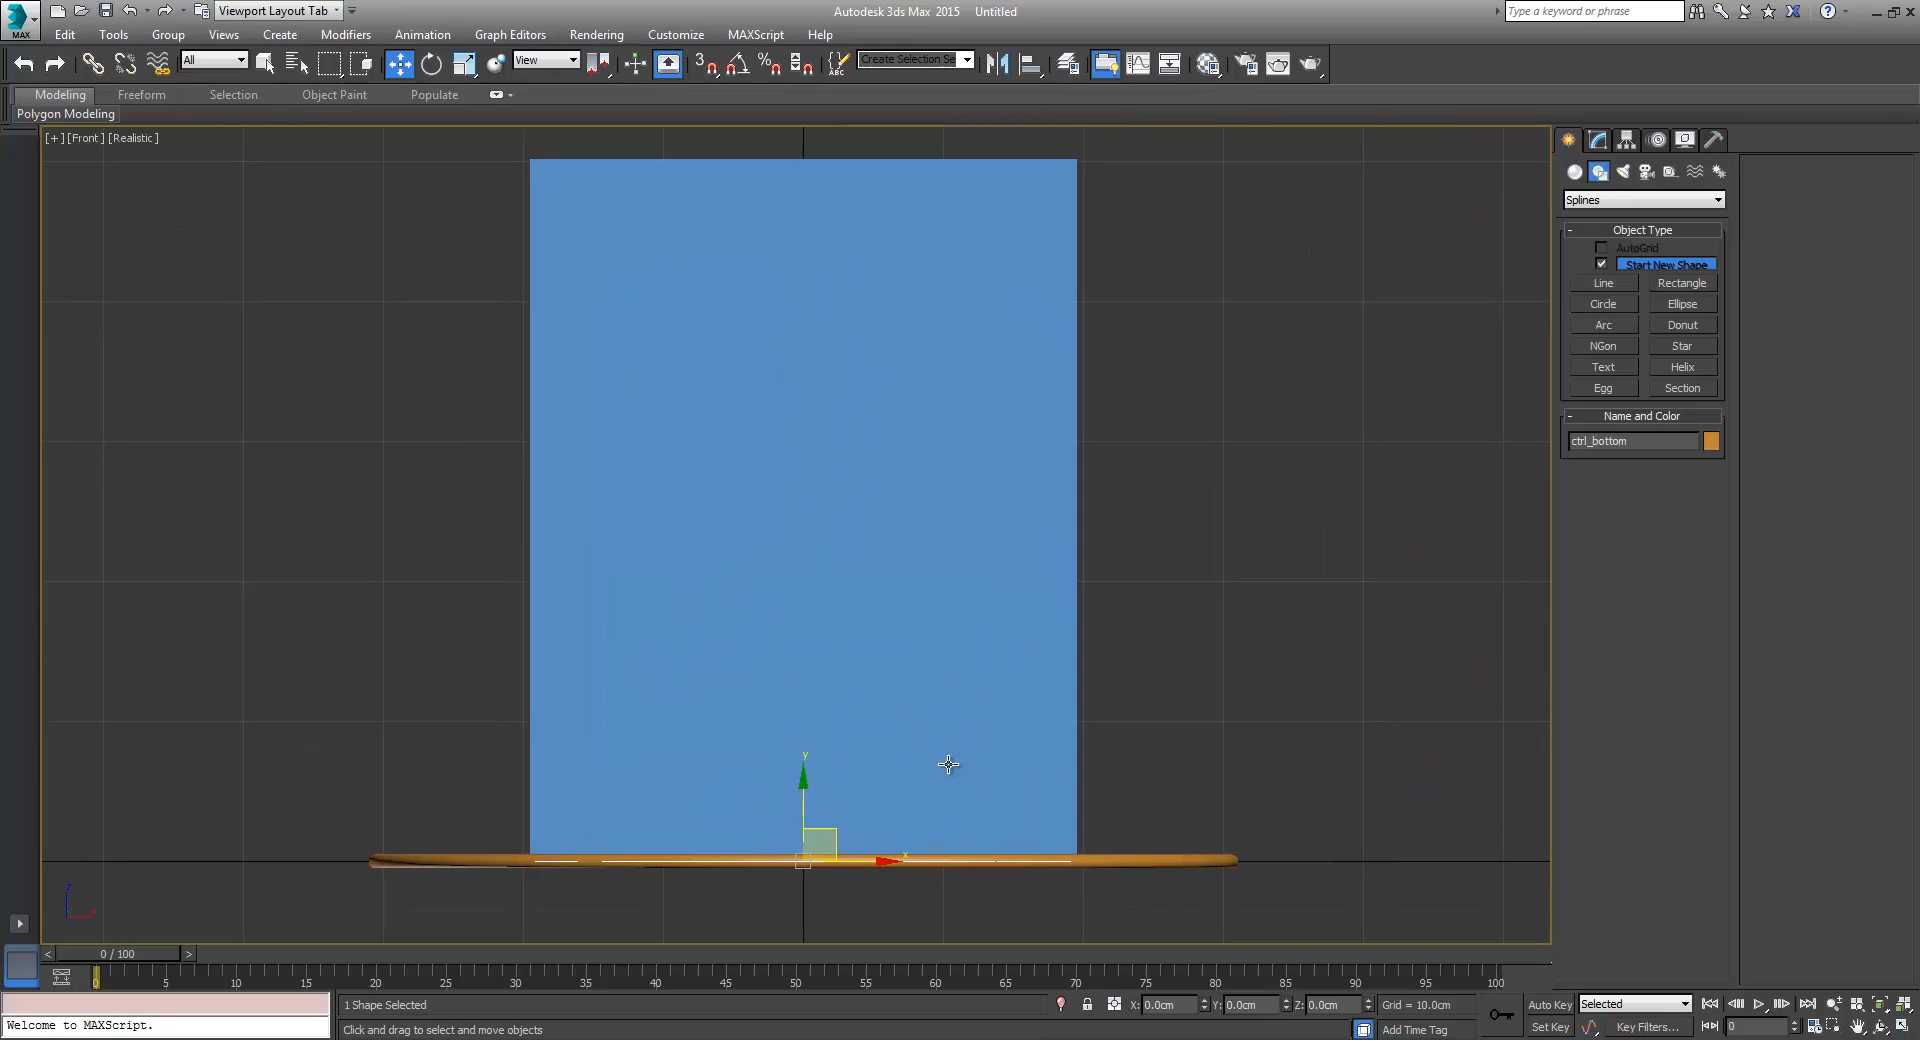 Viewport Layout Tab
Autodesk 3ds Max 2015 Untitled
Type a keyword or phrase
MAX
Edit Tools Group Views Create Modifiers Animation Graph Editors Rendering Customize MAXScript Help
All
View
3
ABC
Create Selection Se
Modeling Freeform Selection Object Paint Populate
Polygon Modeling
[+] [Front] [Realistic]
Splines
- Object Type
AutoGrid
Start New Shape
Line Rectangle
Circle Ellipse
Arc Donut
NGon Star
Text Helix
Egg Section
- Name and Color
ctrl_bottom
y
x
z
x
< 0 / 100 >
0 5 10 15 20 25 30 35 40 45 50 55 60 65 70 75 80 85 90 95 100
1 Shape Selected
X: 0.0cm Y: 0.0cm Z: 0.0cm Grid = 10.0cm
Auto Key Selected
Welcome to MAXScript.
Click and drag to select and move objects
Add Time Tag
Set Key Key Filters... 0